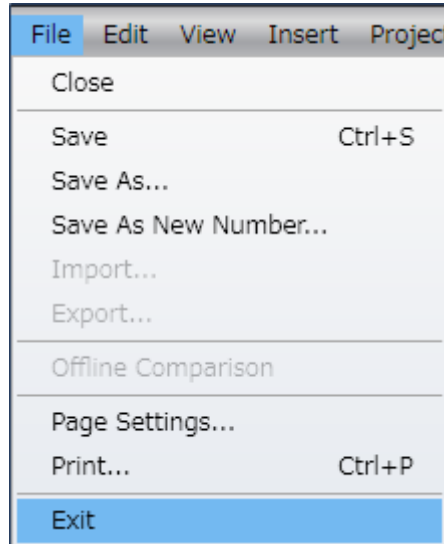 File Edit View Insert Projec
Close
Save Ctrl+S
Save As...
Save As New Number...
Import...
Export...
Offline Comparison
Page Settings...
Print... Ctrl+P
Exit